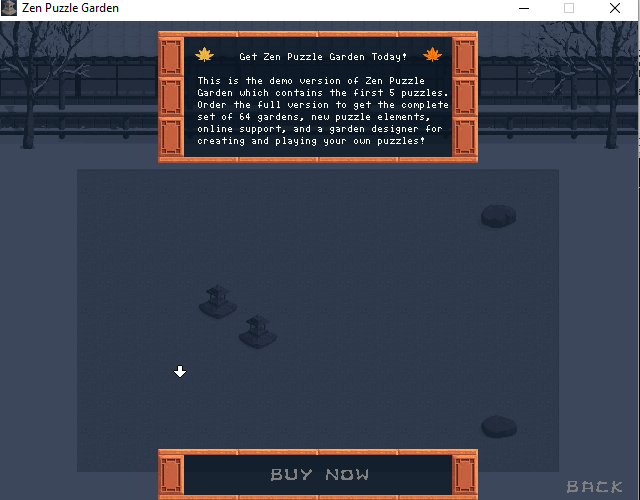 Zen Puzzle Garden
Get Zen Puzzle Garden Today!
This is the demo version of Zen Puzzle
Garden which contains the first 5 puzzles.
Order the full version to get the complete
set of 64 gardens, new puzzle elements,
online support, and a garden designer for
creating and playing your own puzzles!
BUY NOW
BACK